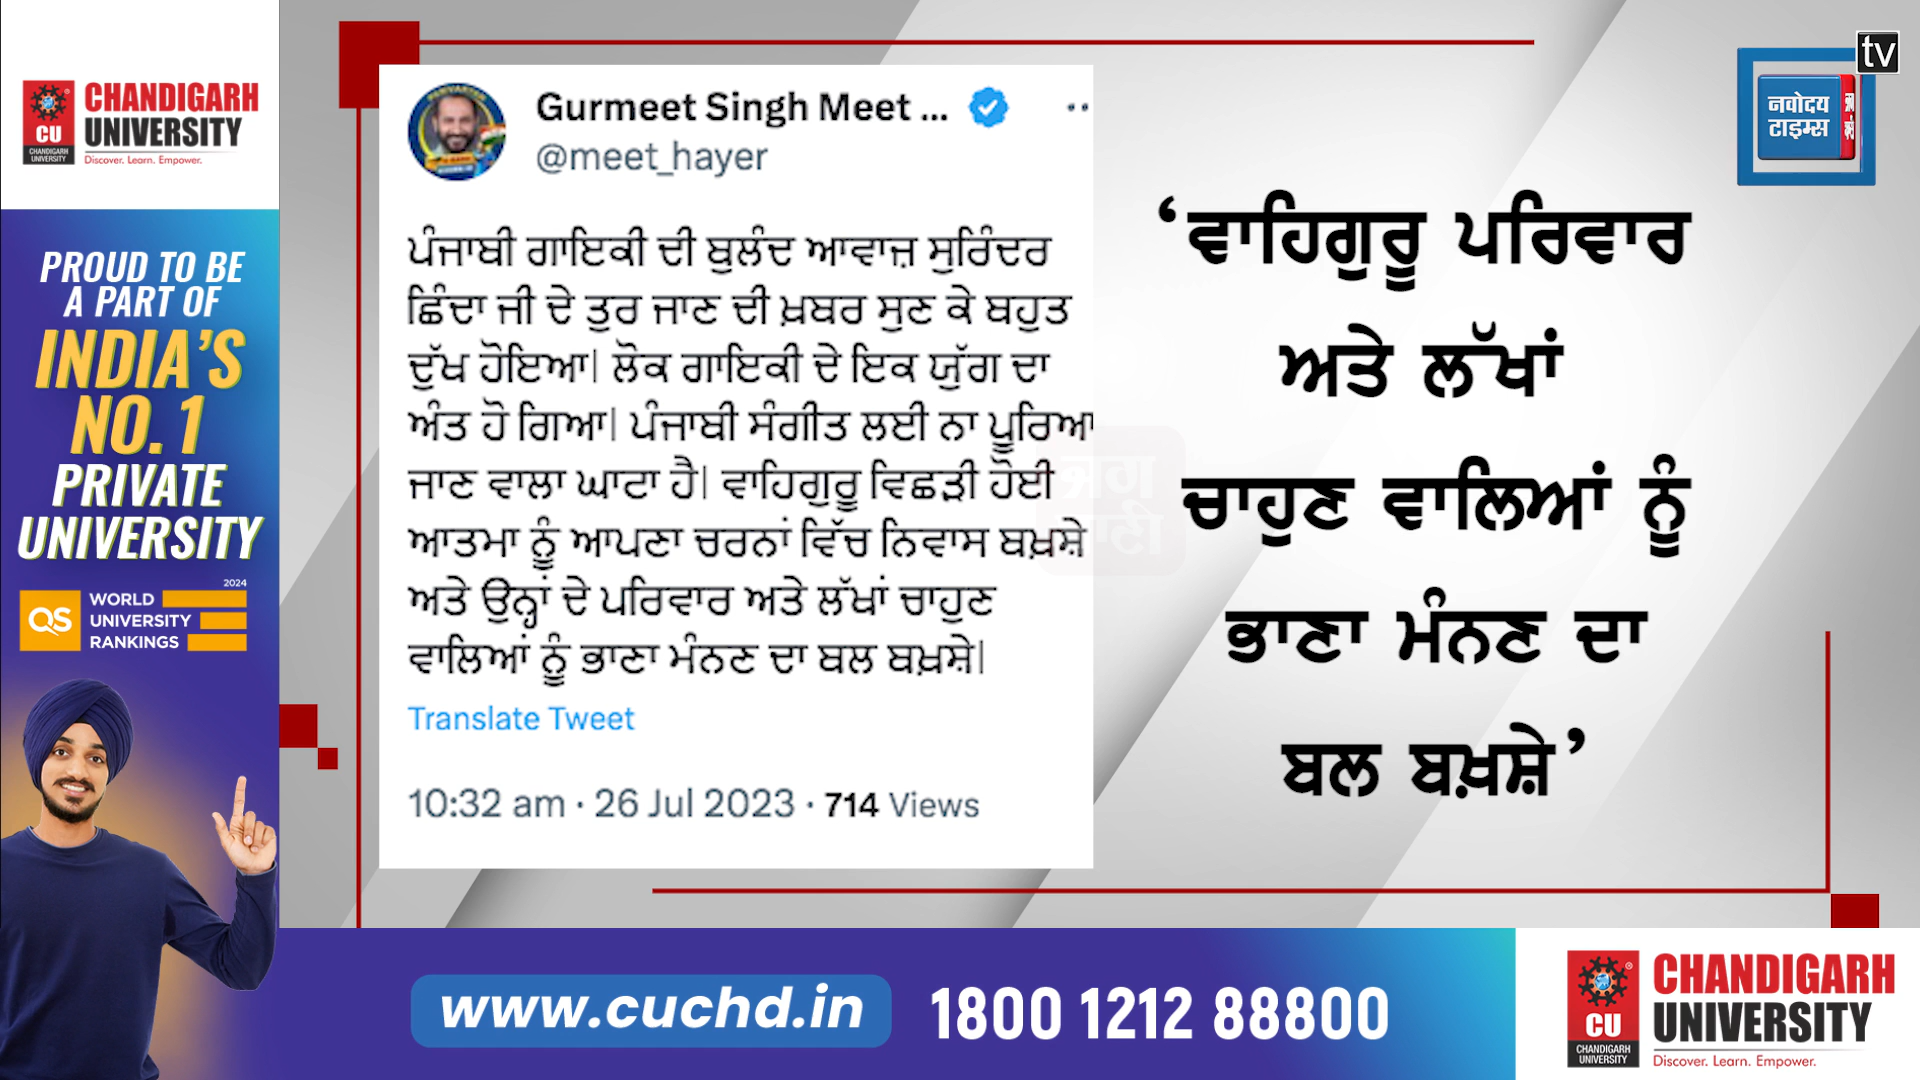 CHANDIGARH
UNIVERSITY
Discover. Learn. Empower.
CU
CHANDIGARH
UNIVERSITY
PROUD TO BE
A PART OF
INDIA'S
NO. 1
PRIVATE
UNIVERSITY
2024
QS
WORLD
UNIVERSITY
RANKINGS
Gurmeet Singh Meet ...
@meet_hayer
ਪੰਜਾਬੀ ਗਾਇਕੀ ਦੀ ਬੁਲੰਦ ਆਵਾਜ਼ ਸੁਰਿੰਦਰ
ਛਿੰਦਾ ਜੀ ਦੇ ਤੁਰ ਜਾਣ ਦੀ ਖ਼ਬਰ ਸੁਣ ਕੇ ਬਹੁਤ
ਦੁੱਖ ਹੋਇਆ। ਲੋਕ ਗਾਇਕੀ ਦੇ ਇਕ ਯੁੱਗ ਦਾ
ਅੰਤ ਹੋ ਗਿਆ। ਪੰਜਾਬੀ ਸੰਗੀਤ ਲਈ ਨਾ ਪੂਰਿਆ
ਜਾਣ ਵਾਲਾ ਘਾਟਾ ਹੈ। ਵਾਹਿਗੁਰੂ ਵਿਛੜੀ ਹੋਈ
ਆਤਮਾ ਨੂੰ ਆਪਣਾ ਚਰਨਾਂ ਵਿੱਚ ਨਿਵਾਸ ਬਖ਼ਸ਼ੇ
ਅਤੇ ਉਨ੍ਹਾਂ ਦੇ ਪਰਿਵਾਰ ਅਤੇ ਲੱਖਾਂ ਚਾਹੁਣ
ਵਾਲਿਆਂ ਨੂੰ ਭਾਣਾ ਮੰਨਣ ਦਾ ਬਲ ਬਖ਼ਸ਼ੇ।
Translate Tweet
10:32 am · 26 Jul 2023 · 714 Views
tv
नवोदय
टाइम्स
‘ਵਾਹਿਗੁਰੂ ਪਰਿਵਾਰ
ਅਤੇ ਲੱਖਾਂ
ਚਾਹੁਣ ਵਾਲਿਆਂ ਨੂੰ
ਭਾਣਾ ਮੰਨਣ ਦਾ
ਬਲ ਬਖ਼ਸ਼ੇ’
www.cuchd.in
1800 1212 88800
CHANDIGARH
UNIVERSITY
Discover. Learn. Empower.
CU
CHANDIGARH
UNIVERSITY